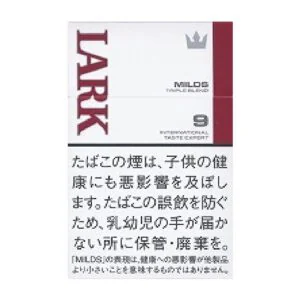 LARK
MILDS
TRIPLE BLEND
9
INTERNATIONAL
TASTE EXPERT
たばこの煙は、子供の健
康にも悪影響を及ぼし
ます。たばこの誤飲を防ぐ
ため、乳幼児の手が届か
ない所に保管・廃棄を。
「MILDS」の表現は、健康への悪影響が他製品
より小さいことを意味するものではありません。